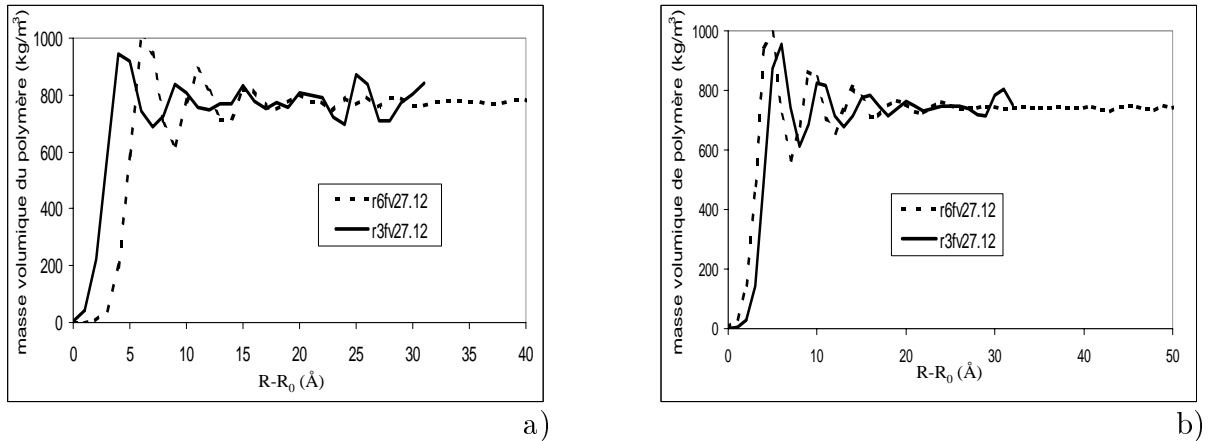 masse volumique du polymère (kg/m³)
1000
800
600
400
200
0
r6fv27.12
r3fv27.12
0 5 10 15 20 25 30 35 40
R-R₀ (Å)
a)
masse volumique de polymère (kg/m³)
1000
800
600
400
200
0
r6fv27.12
r3fv27.12
0 10 20 30 40 50
R-R₀ (Å)
b)